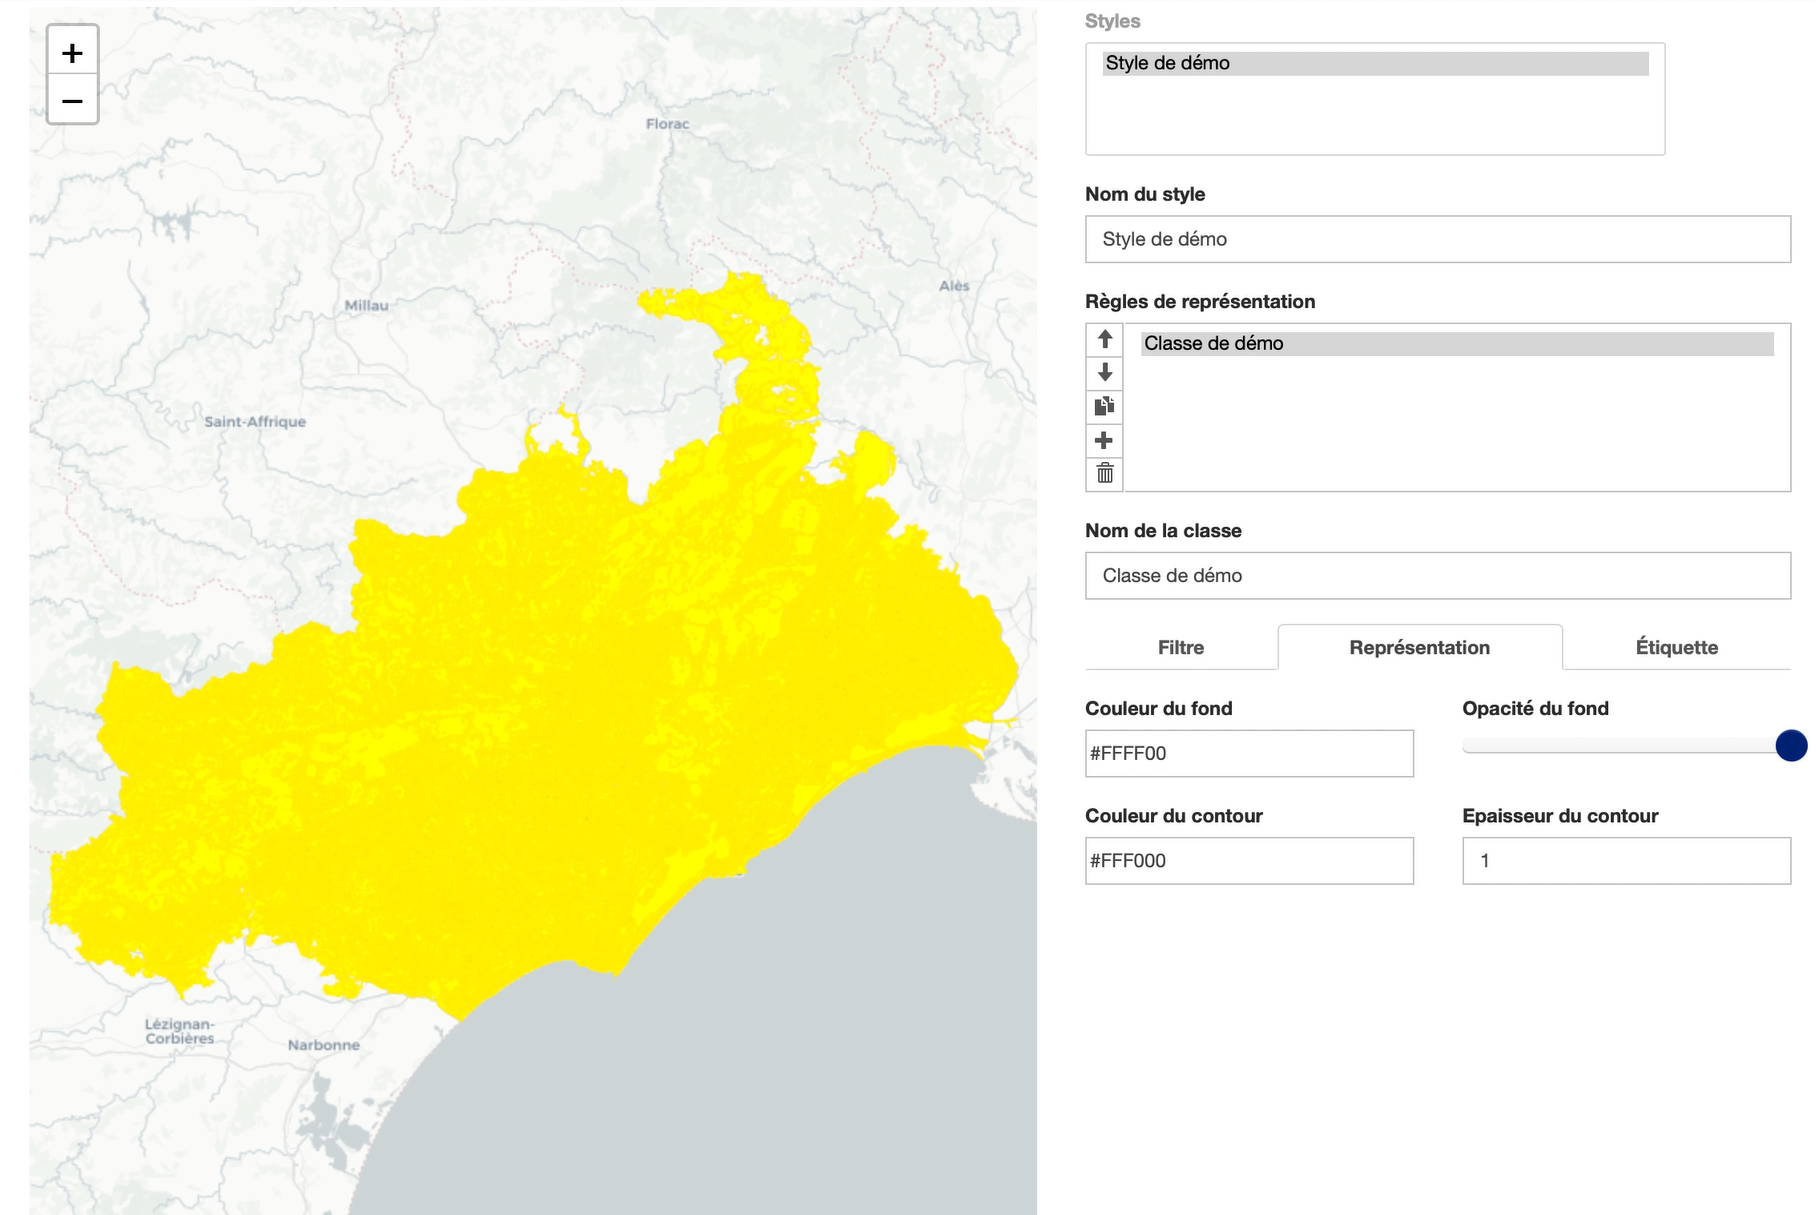 +
−
Florac
Alès
Millau
Saint-Affrique
Lézignan-
Corbières
Narbonne
Styles
Style de démo
Nom du style
Style de démo
Règles de représentation
Classe de démo
Nom de la classe
Classe de démo
Filtre
Représentation
Étiquette
Couleur du fond
Opacité du fond
#FFFF00
Couleur du contour
Epaisseur du contour
#FFF000
1